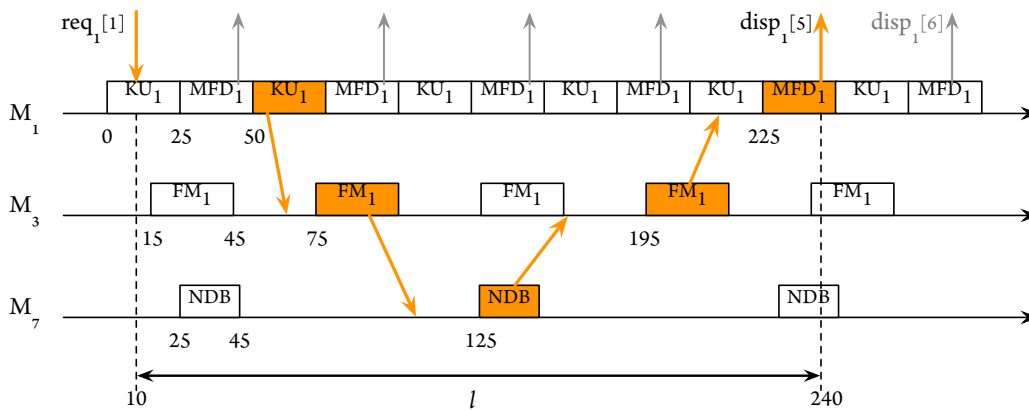 req₁[1] disp₁[5] disp₁[6]
M₁ KU₁ MFD₁ KU₁ MFD₁ KU₁ MFD₁ KU₁ MFD₁ KU₁ MFD₁ KU₁ MFD₁
0 25 50 225
M₃ FM₁ FM₁ FM₁ FM₁ FM₁
15 45 75 195
M₇ NDB NDB NDB
25 45 125
10 l 240